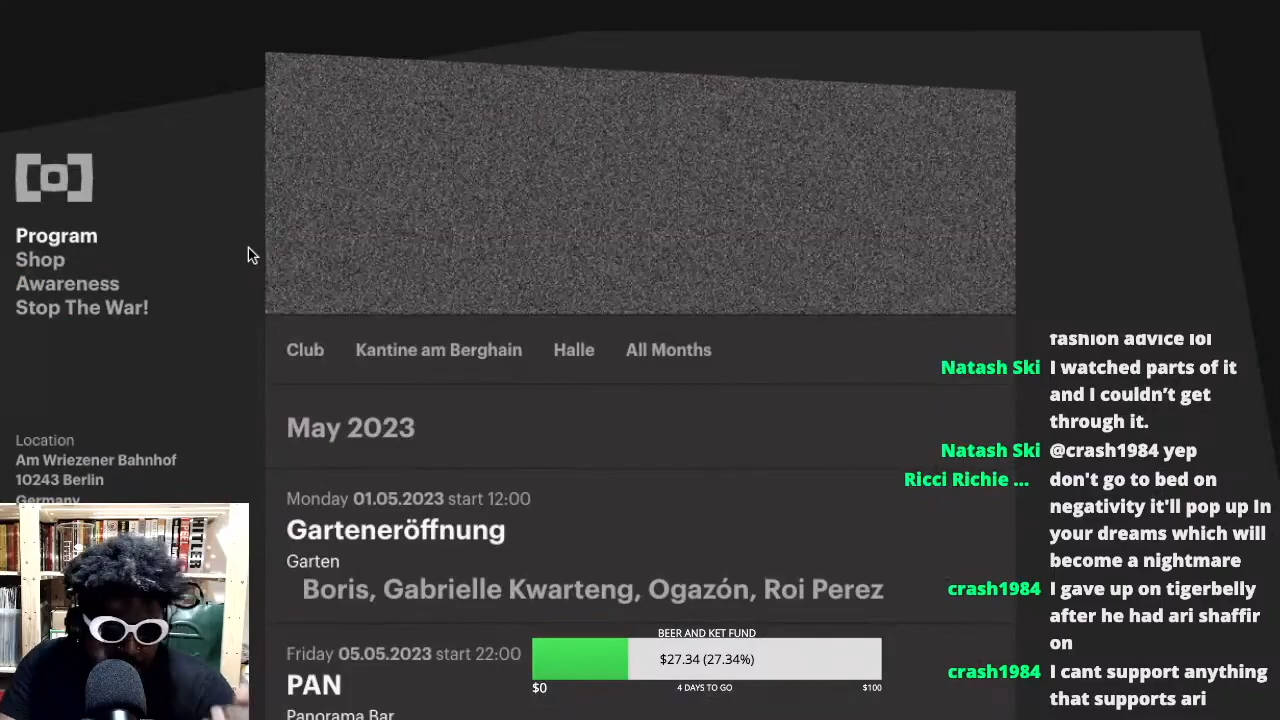 Program
Shop
Awareness
Stop The War!
Location
Am Wriezener Bahnhof
10243 Berlin
Germany
Club
Kantine am Berghain
Halle
All Months
May 2023
Monday 01.05.2023 start 12:00
Garteneröffnung
Garten
Boris, Gabrielle Kwarteng, Ogazón, Roi Perez
Friday 05.05.2023 start 22:00
PAN
Panorama Bar
BEER AND KET FUND
$27.34 (27.34%)
$0
4 DAYS TO GO
$100
fashion advice lol
Natash Ski I watched parts of it
and I couldn’t get
through it.
Natash Ski @crash1984 yep
Ricci Richie ... don't go to bed on
negativity it'll pop up In
your dreams which will
become a nightmare
crash1984 I gave up on tigerbelly
after he had ari shaffir
on
crash1984 I cant support anything
that supports ari